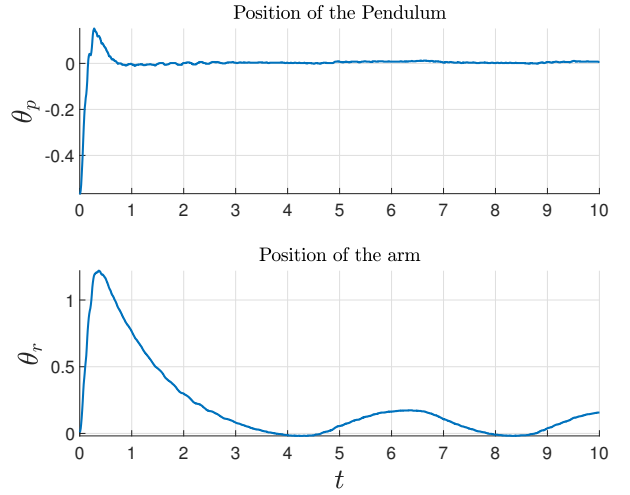 Position of the Pendulum
θp
0
-0.2
-0.4
0 1 2 3 4 5 6 7 8 9 10
Position of the arm
θr
1
0.5
0
0 1 2 3 4 5 6 7 8 9 10
t